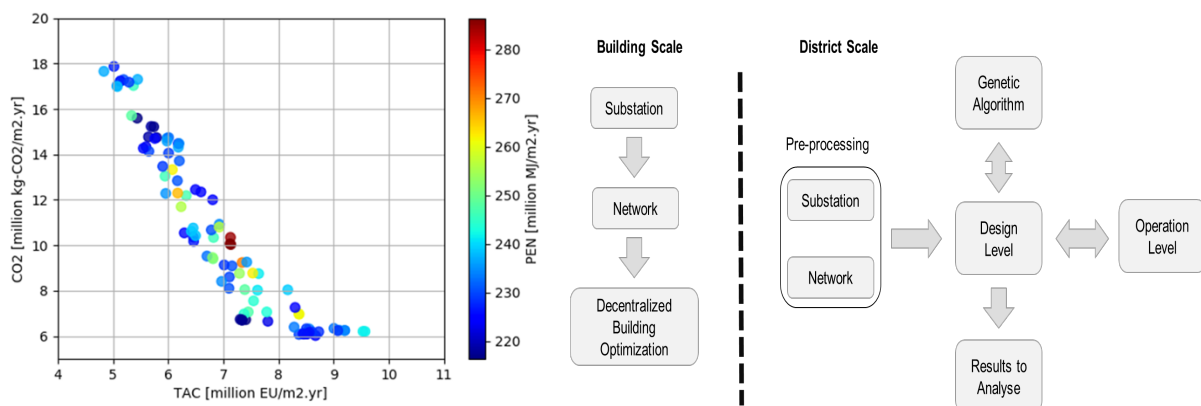 20
18
16
14
12
10
8
6
4
5
6
7
8
9
10
11
CO2 [million kg-CO2/m2.yr]
TAC [million EU/m2.yr]
280
270
260
250
240
230
220
PEN [million MJ/m2.yr]
Building Scale
Substation
Network
Decentralized
Building
Optimization
District Scale
Pre-processing
Substation
Network
Genetic
Algorithm
Design
Level
Operation
Level
Results to
Analyse